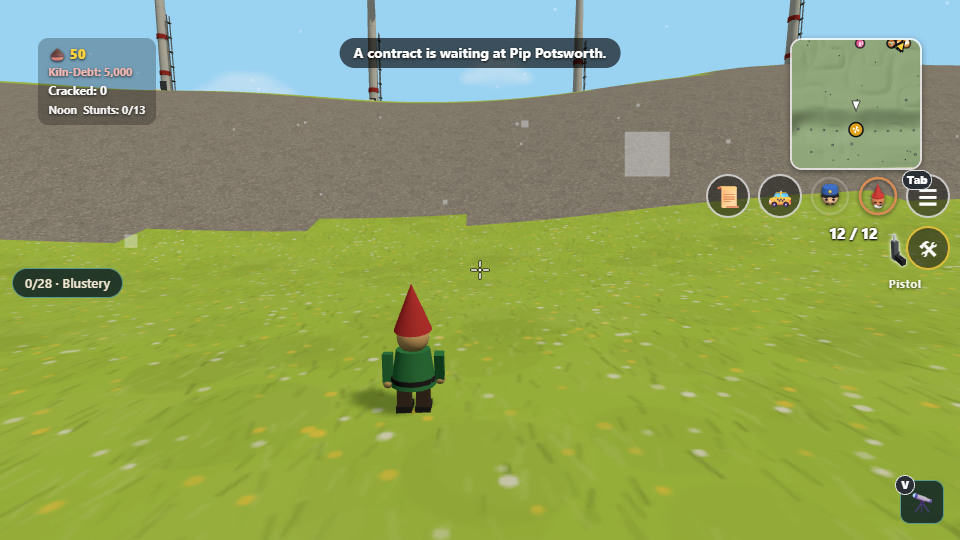 50
Kiln-Debt: 5,000
Cracked: 0
Noon Stunts: 0/13
A contract is waiting at Pip Potsworth.
Tab
12 / 12
Pistol
0/28 · Blustery
V